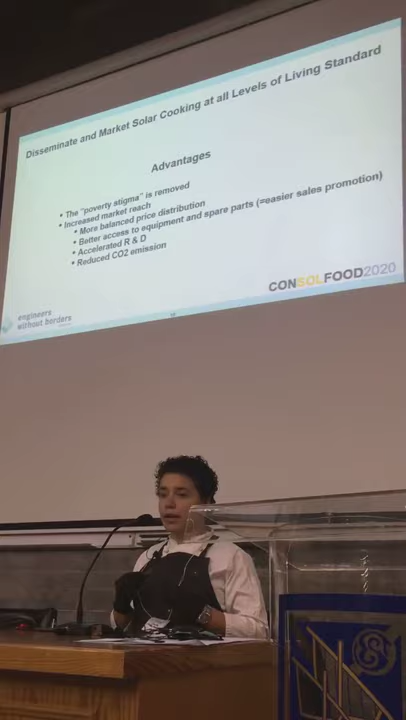 Disseminate and Market Solar Cooking at all Levels of Living Standard
Advantages
▪ The "poverty stigma" is removed
▪ Increased market reach
▪ More balanced price distribution
▪ Better access to equipment and spare parts (=easier sales promotion)
▪ Accelerated R & D
▪ Reduced CO2 emission
engineers
without borders
CONSOLFOOD2020